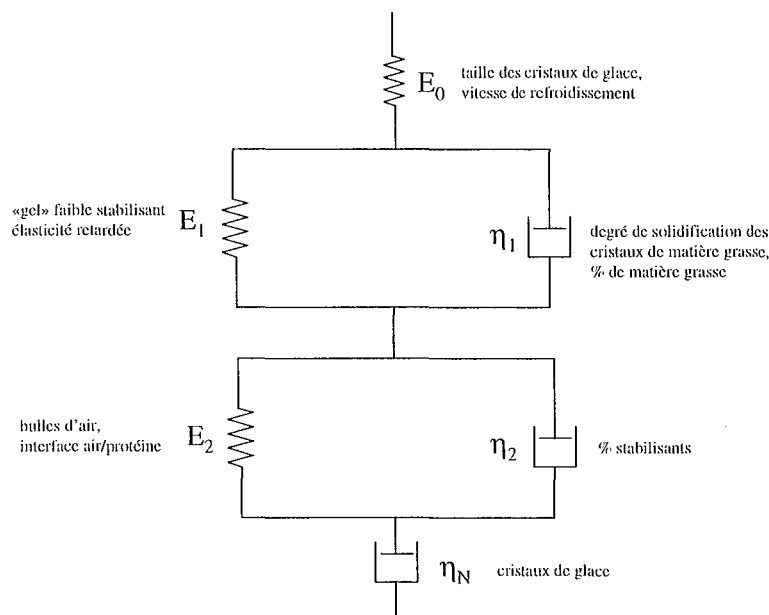 E0
taille des cristaux de glace,
vitesse de refroidissement
«gel» faible stabilisant
élasticité retardée
E1
η1
degré de solidification des
cristaux de matière grasse,
% de matière grasse
bulles d'air,
interface air/protéine
E2
η2
% stabilisants
ηN
cristaux de glace